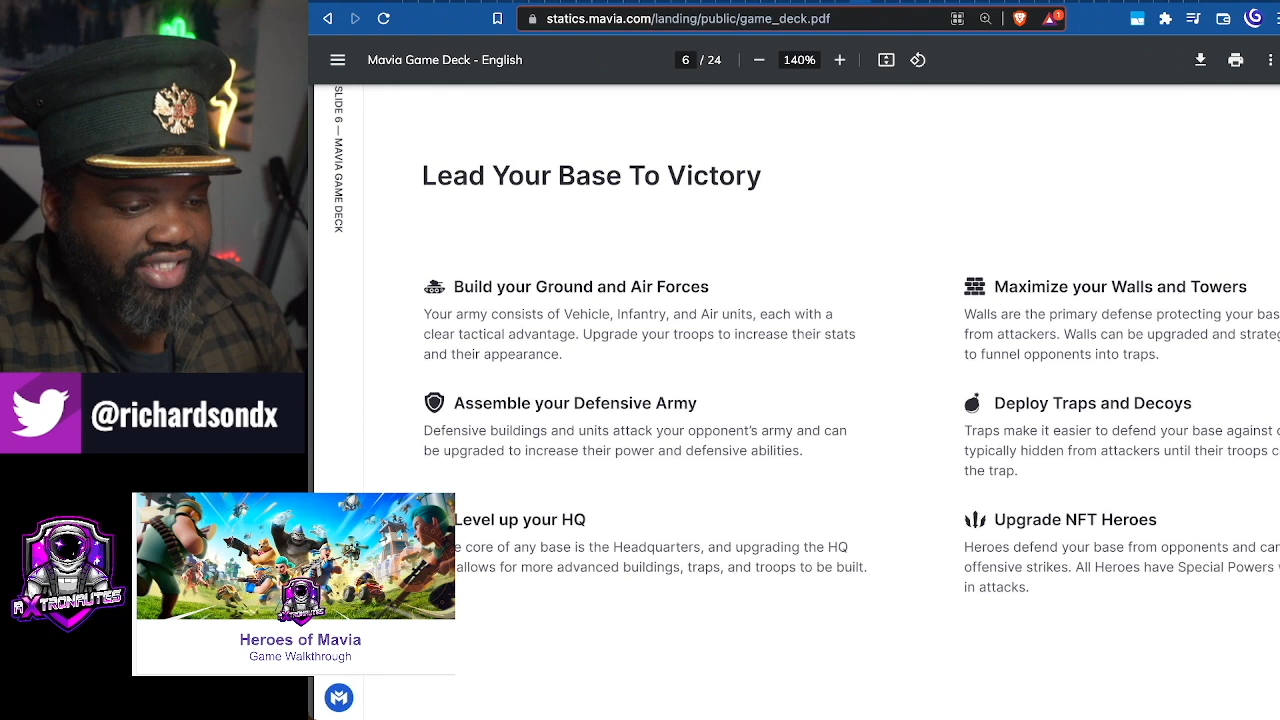 statics.mavia.com/landing/public/game_deck.pdf
1
Mavia Game Deck - English
6 / 24
140%
SLIDE 6 — MAVIA GAME DECK
Lead Your Base To Victory
Build your Ground and Air Forces
Your army consists of Vehicle, Infantry, and Air units, each with a
clear tactical advantage. Upgrade your troops to increase their stats
and their appearance.
Assemble your Defensive Army
Defensive buildings and units attack your opponent's army and can
be upgraded to increase their power and defensive abilities.
Level up your HQ
e core of any base is the Headquarters, and upgrading the HQ
allows for more advanced buildings, traps, and troops to be built.
Maximize your Walls and Towers
Walls are the primary defense protecting your bas
from attackers. Walls can be upgraded and strate
to funnel opponents into traps.
Deploy Traps and Decoys
Traps make it easier to defend your base against
typically hidden from attackers until their troops
the trap.
Upgrade NFT Heroes
Heroes defend your base from opponents and can
offensive strikes. All Heroes have Special Powers
in attacks.
@richardsondx
AXTRONAUTES
AXTRONAUTES
Heroes of Mavia
Game Walkthrough